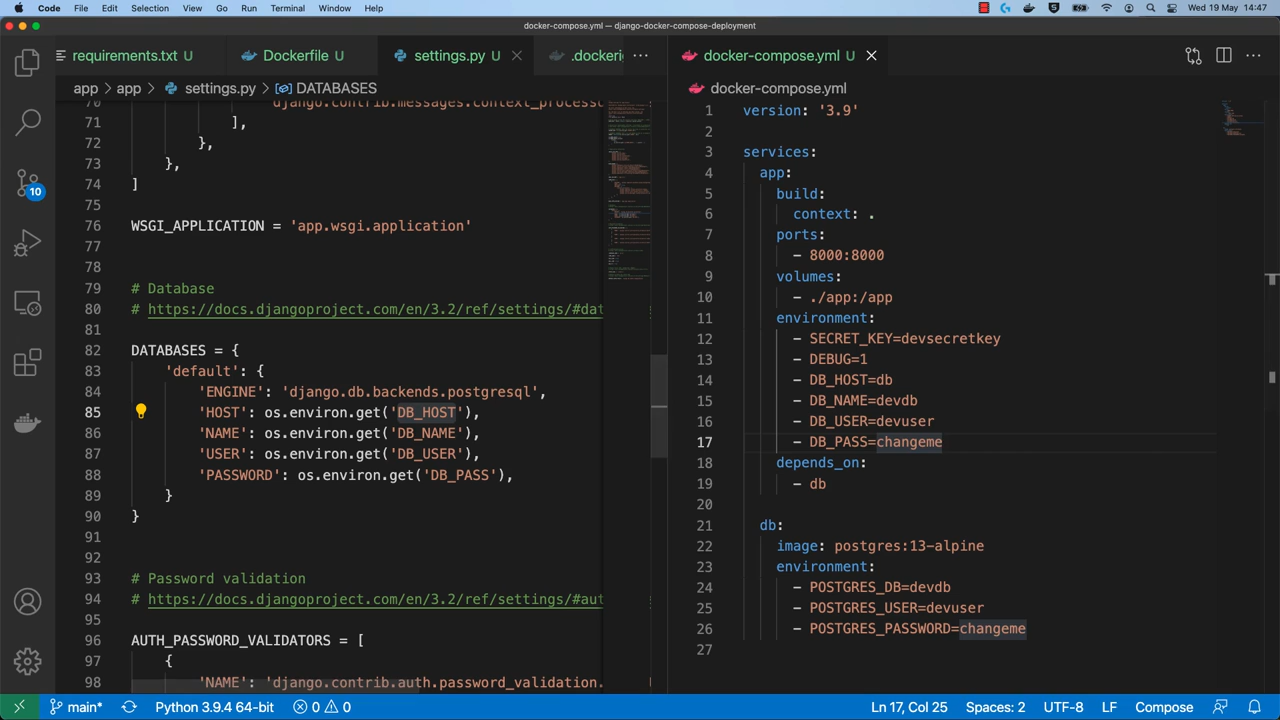 Code File Edit Selection View Go Run Terminal Window Help Wed 19 May 14:47
docker-compose.yml — django-docker-compose-deployment
requirements.txt U Dockerfile U settings.py U
docker-compose.yml U
app > app > settings.py > DATABASES
docker-compose.yml
71 ],
72 },
73 },
74 ]
75
76 WSGI_APPLICATION = 'app.wsgi.application'
77
78
79 # Database
80 # https://docs.djangoproject.com/en/3.2/ref/settings/#dat
81
82 DATABASES = {
83 'default': {
84 'ENGINE': 'django.db.backends.postgresql',
85 'HOST': os.environ.get('DB_HOST'),
86 'NAME': os.environ.get('DB_NAME'),
87 'USER': os.environ.get('DB_USER'),
88 'PASSWORD': os.environ.get('DB_PASS'),
89 }
90 }
91
92
93 # Password validation
94 # https://docs.djangoproject.com/en/3.2/ref/settings/#aut
95
96 AUTH_PASSWORD_VALIDATORS = [
97 {
98 'NAME': 'django.contrib.auth.password_validation.
1 version: '3.9'
2
3 services:
4 app:
5 build:
6 context: .
7 ports:
8 - 8000:8000
9 volumes:
10 - ./app:/app
11 environment:
12 - SECRET_KEY=devsecretkey
13 - DEBUG=1
14 - DB_HOST=db
15 - DB_NAME=devdb
16 - DB_USER=devuser
17 - DB_PASS=changeme
18 depends_on:
19 - db
20
21 db:
22 image: postgres:13-alpine
23 environment:
24 - POSTGRES_DB=devdb
25 - POSTGRES_USER=devuser
26 - POSTGRES_PASSWORD=changeme
27
10
main* Python 3.9.4 64-bit 0 0 Ln 17, Col 25 Spaces: 2 UTF-8 LF Compose